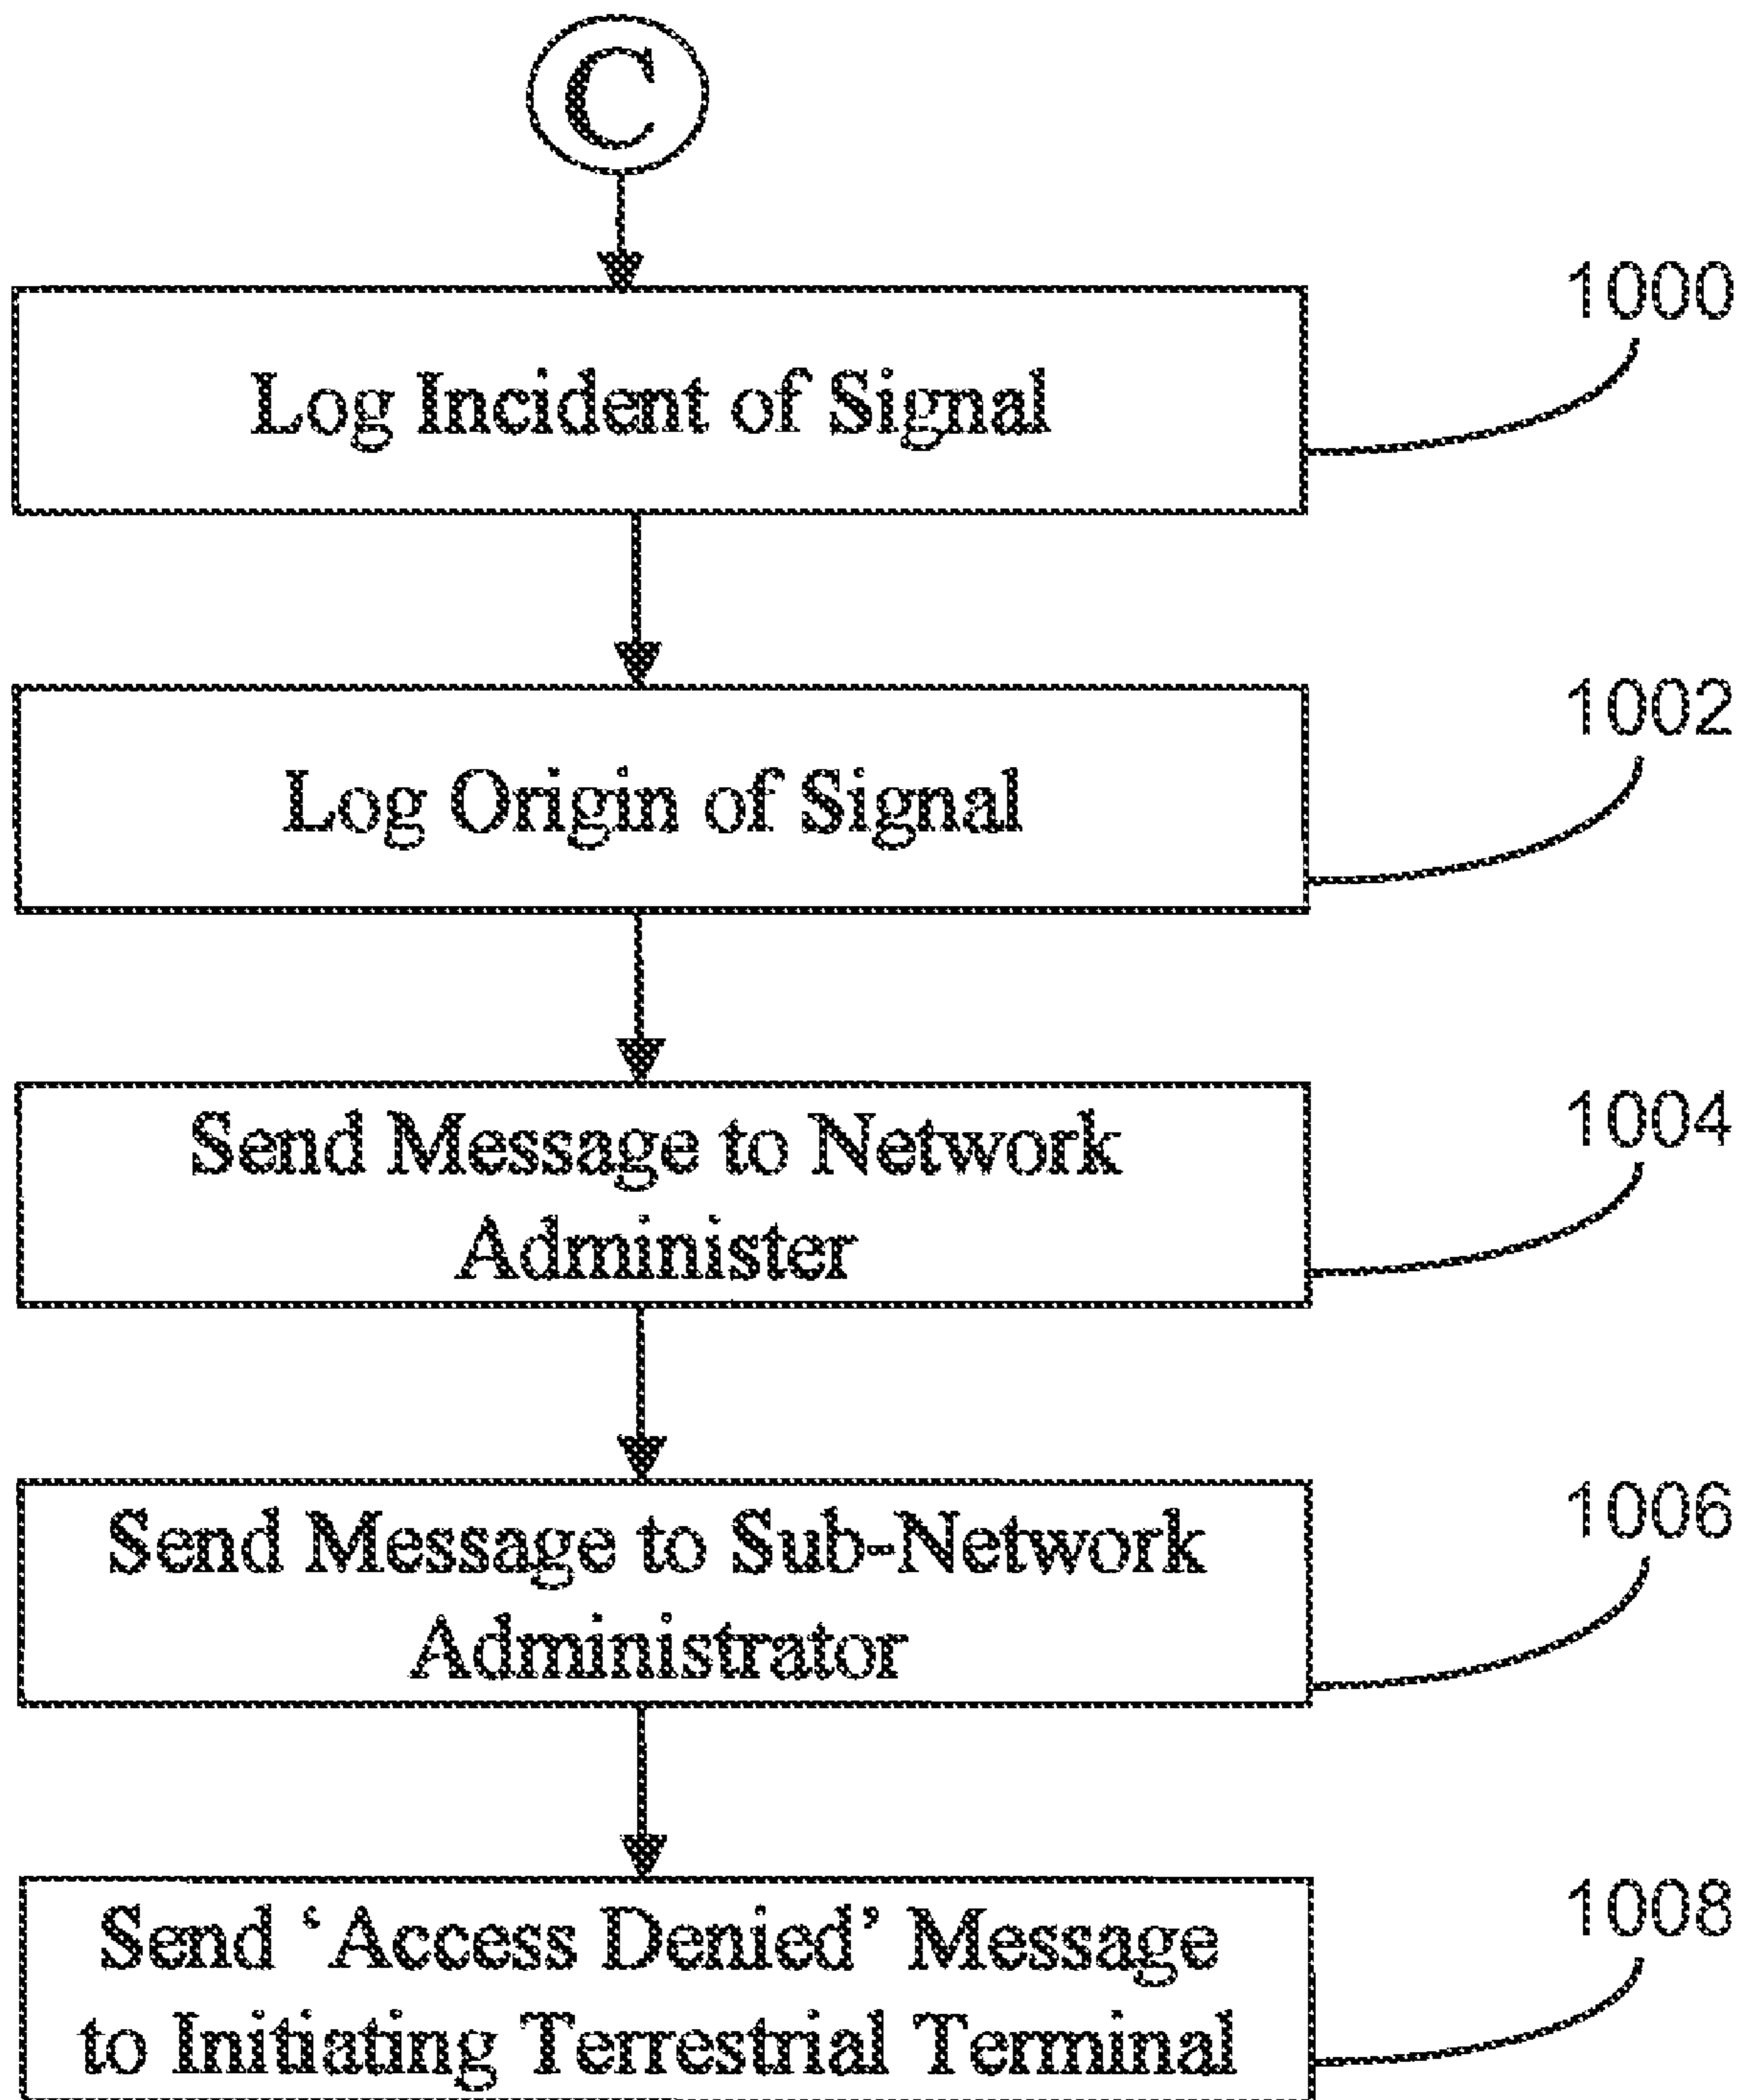 C
1000
Log Incident of Signal
1002
Log Origin of Signal
1004
Send Message to Network
Administer
1006
Send Message to Sub-Network
Administrator
1008
Send ‘Access Denied’ Message
to Initiating Terrestrial Terminal